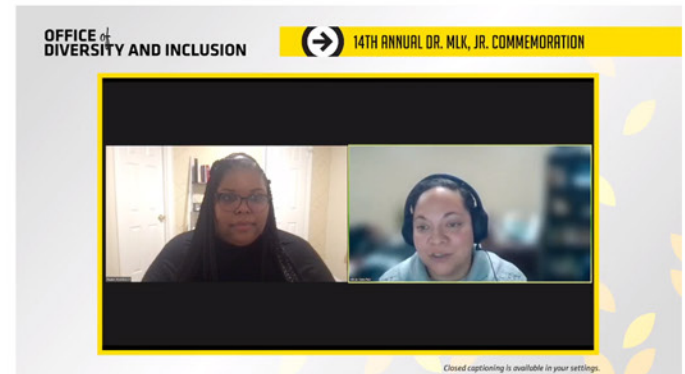 OFFICE of
DIVERSITY AND INCLUSION
14TH ANNUAL DR. MLK, JR. COMMEMORATION
Closed captioning is available in your settings.